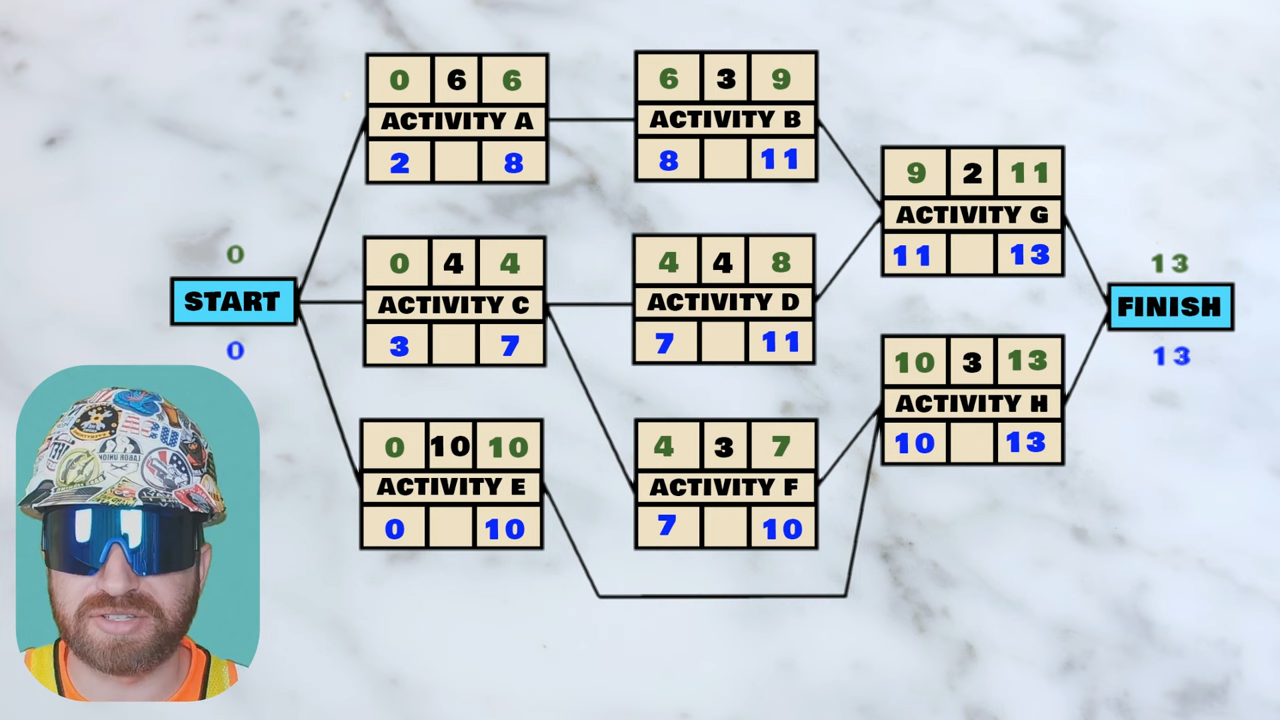 0 6 6
ACTIVITY A
2 8
6 3 9
ACTIVITY B
8 11
9 2 11
ACTIVITY G
11 13
0
START
0
0 4 4
ACTIVITY C
3 7
4 4 8
ACTIVITY D
7 11
13
FINISH
13
10 3 13
ACTIVITY H
10 13
0 10 10
ACTIVITY E
0 10
4 3 7
ACTIVITY F
7 10